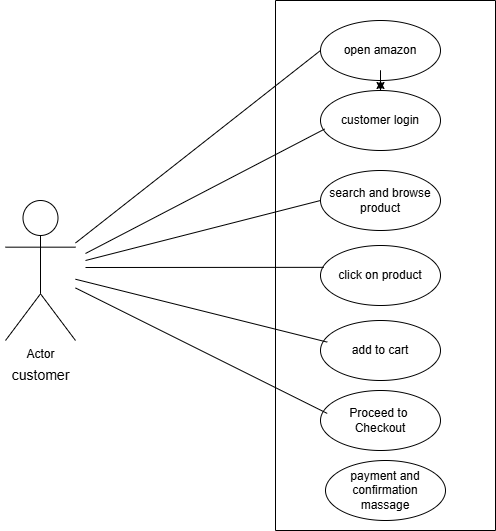 open amazon
customer login
search and browse
product
click on product
add to cart
Proceed to
Checkout
payment and
confirmation
massage
Actor
customer